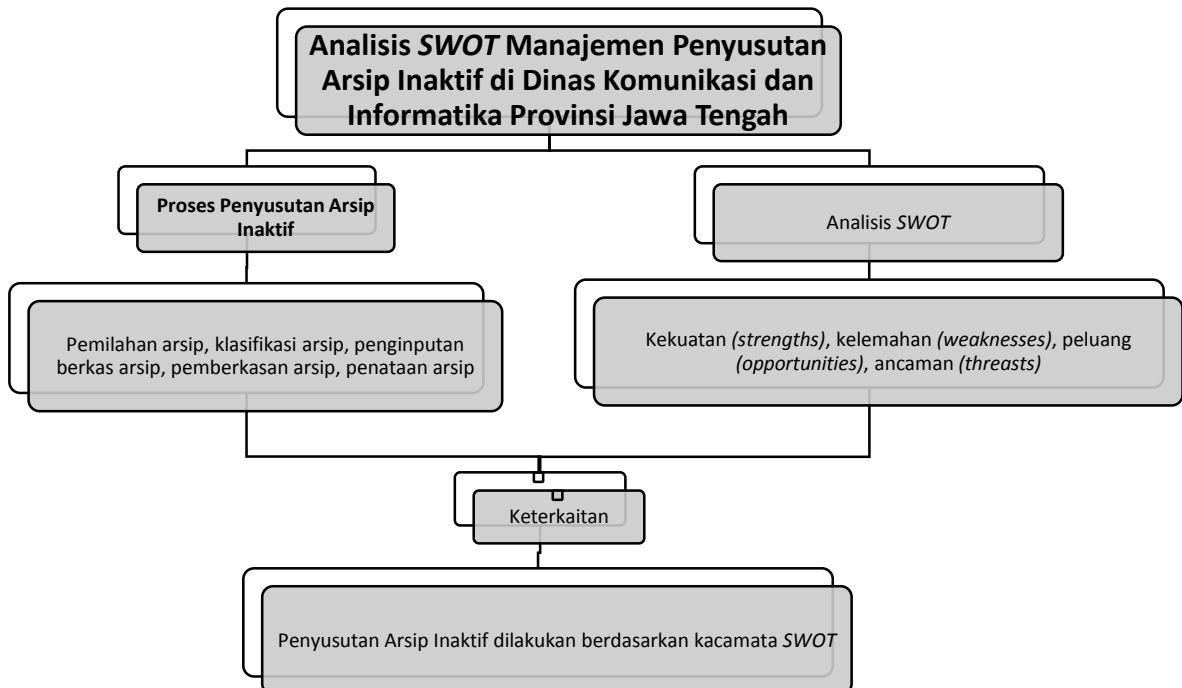 Analisis SWOT Manajemen Penyusutan
Arsip Inaktif di Dinas Komunikasi dan
Informatika Provinsi Jawa Tengah
Proses Penyusutan Arsip
Inaktif
Analisis SWOT
Pemilahan arsip, klasifikasi arsip, penginputan
berkas arsip, pemberkasan arsip, penataan arsip
Kekuatan (strengths), kelemahan (weaknesses), peluang
(opportunities), ancaman (threasts)
Keterkaitan
Penyusutan Arsip Inaktif dilakukan berdasarkan kacamata SWOT